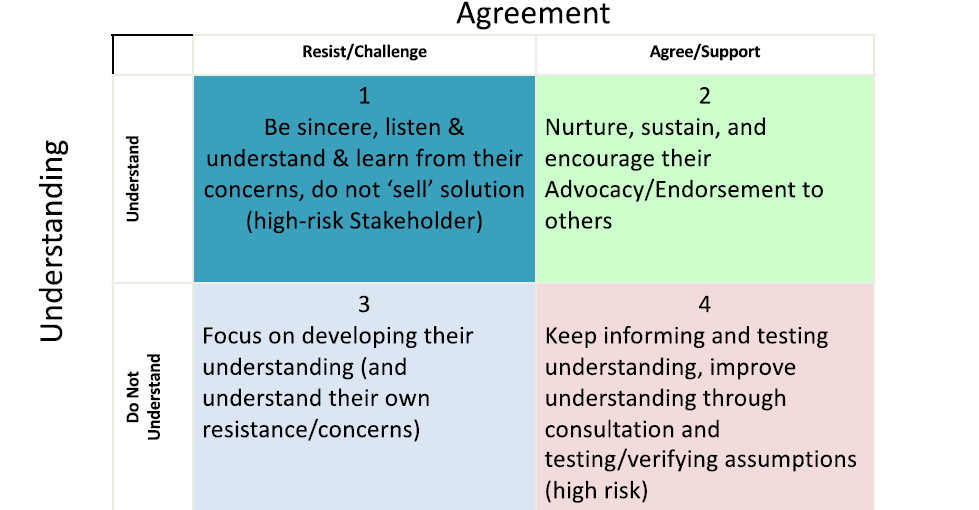 Agreement
Resist/Challenge
Agree/Support
Understanding
Understand
1
Be sincere, listen &
understand & learn from their
concerns, do not ‘sell’ solution
(high-risk Stakeholder)
2
Nurture, sustain, and
encourage their
Advocacy/Endorsement to
others
Do Not
Understand
3
Focus on developing their
understanding (and
understand their own
resistance/concerns)
4
Keep informing and testing
understanding, improve
understanding through
consultation and
testing/verifying assumptions
(high risk)